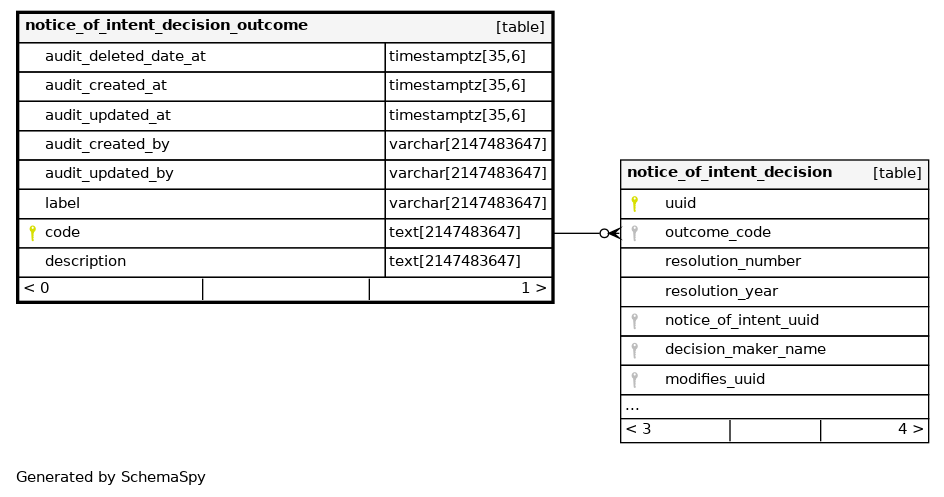 notice_of_intent_decision_outcome [table]
audit_deleted_date_at timestamptz[35,6]
audit_created_at timestamptz[35,6]
audit_updated_at timestamptz[35,6]
audit_created_by varchar[2147483647]
audit_updated_by varchar[2147483647]
label varchar[2147483647]
code text[2147483647]
description text[2147483647]
< 0 1 >
notice_of_intent_decision [table]
uuid
outcome_code
resolution_number
resolution_year
notice_of_intent_uuid
decision_maker_name
modifies_uuid
...
< 3 4 >
Generated by SchemaSpy